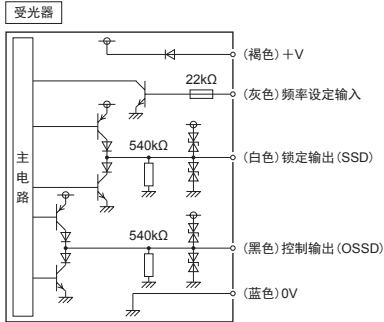 受光器
(褐色)+V
22kΩ
(灰色)频率设定输入
540kΩ
(白色)锁定输出(SSD)
主电路
540kΩ
(黑色)控制输出(OSSD)
(蓝色)0V